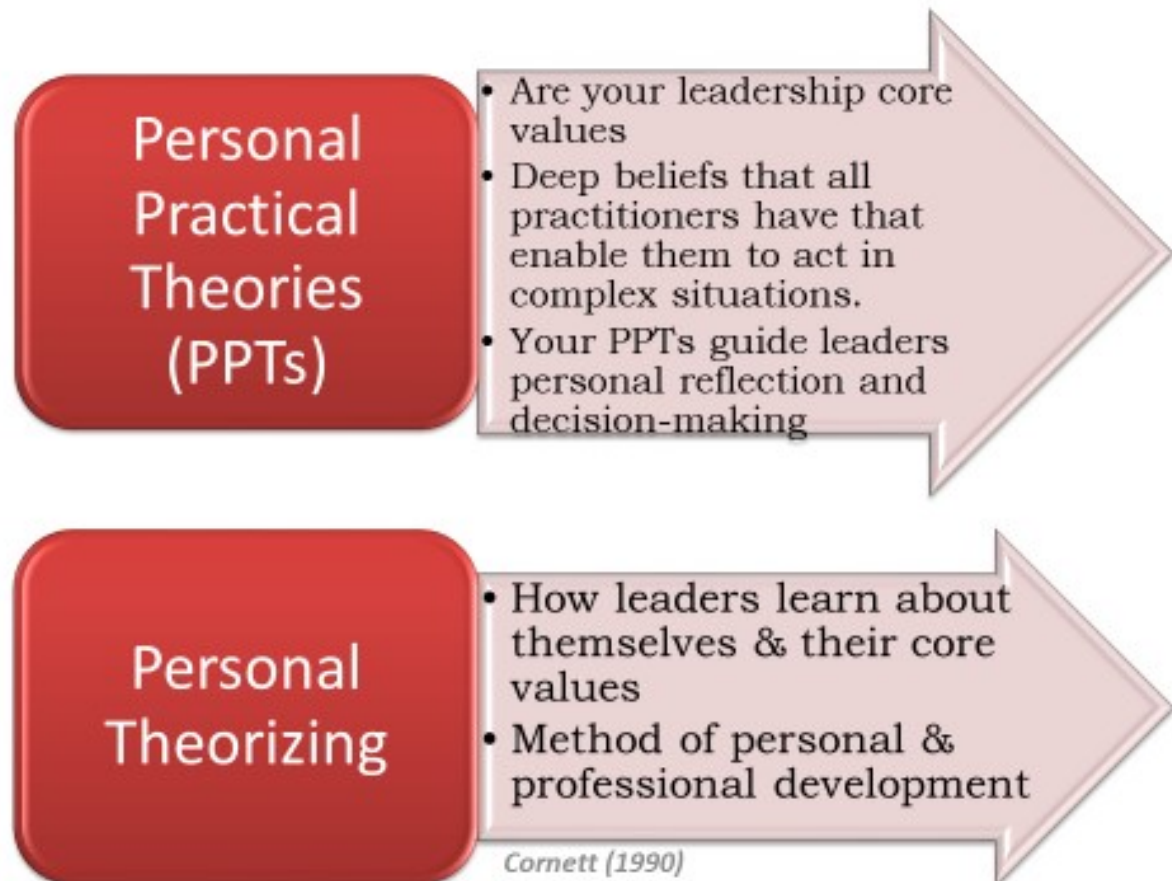 Personal
Practical
Theories
(PPTs)
• Are your leadership core
values
• Deep beliefs that all
practitioners have that
enable them to act in
complex situations.
• Your PPTs guide leaders
personal reflection and
decision-making
Personal
Theorizing
• How leaders learn about
themselves & their core
values
• Method of personal &
professional development
Cornett (1990)